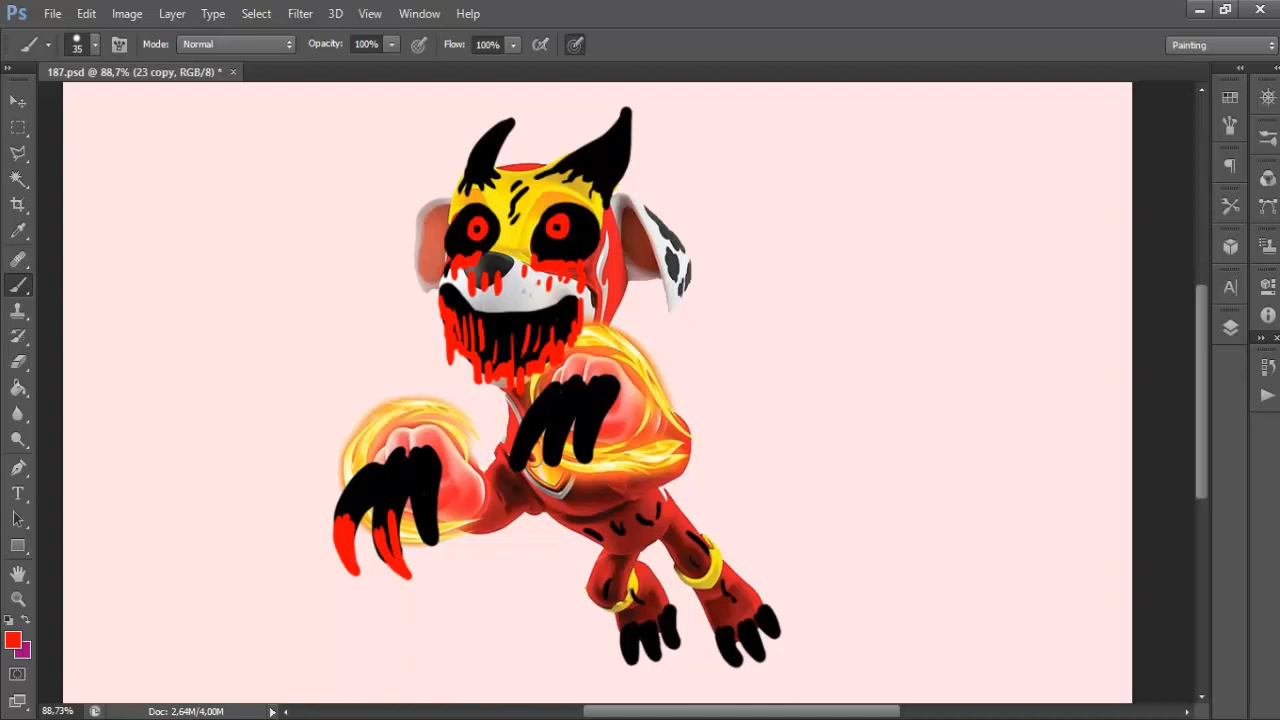 Ps File Edit Image Layer Type Select Filter 3D View Window Help
35 Mode: Normal Opacity: 100% Flow: 100% Painting
187.psd @ 88,7% (23 copy, RGB/8) * ×
88,73% Doc: 2,64M/4,00M